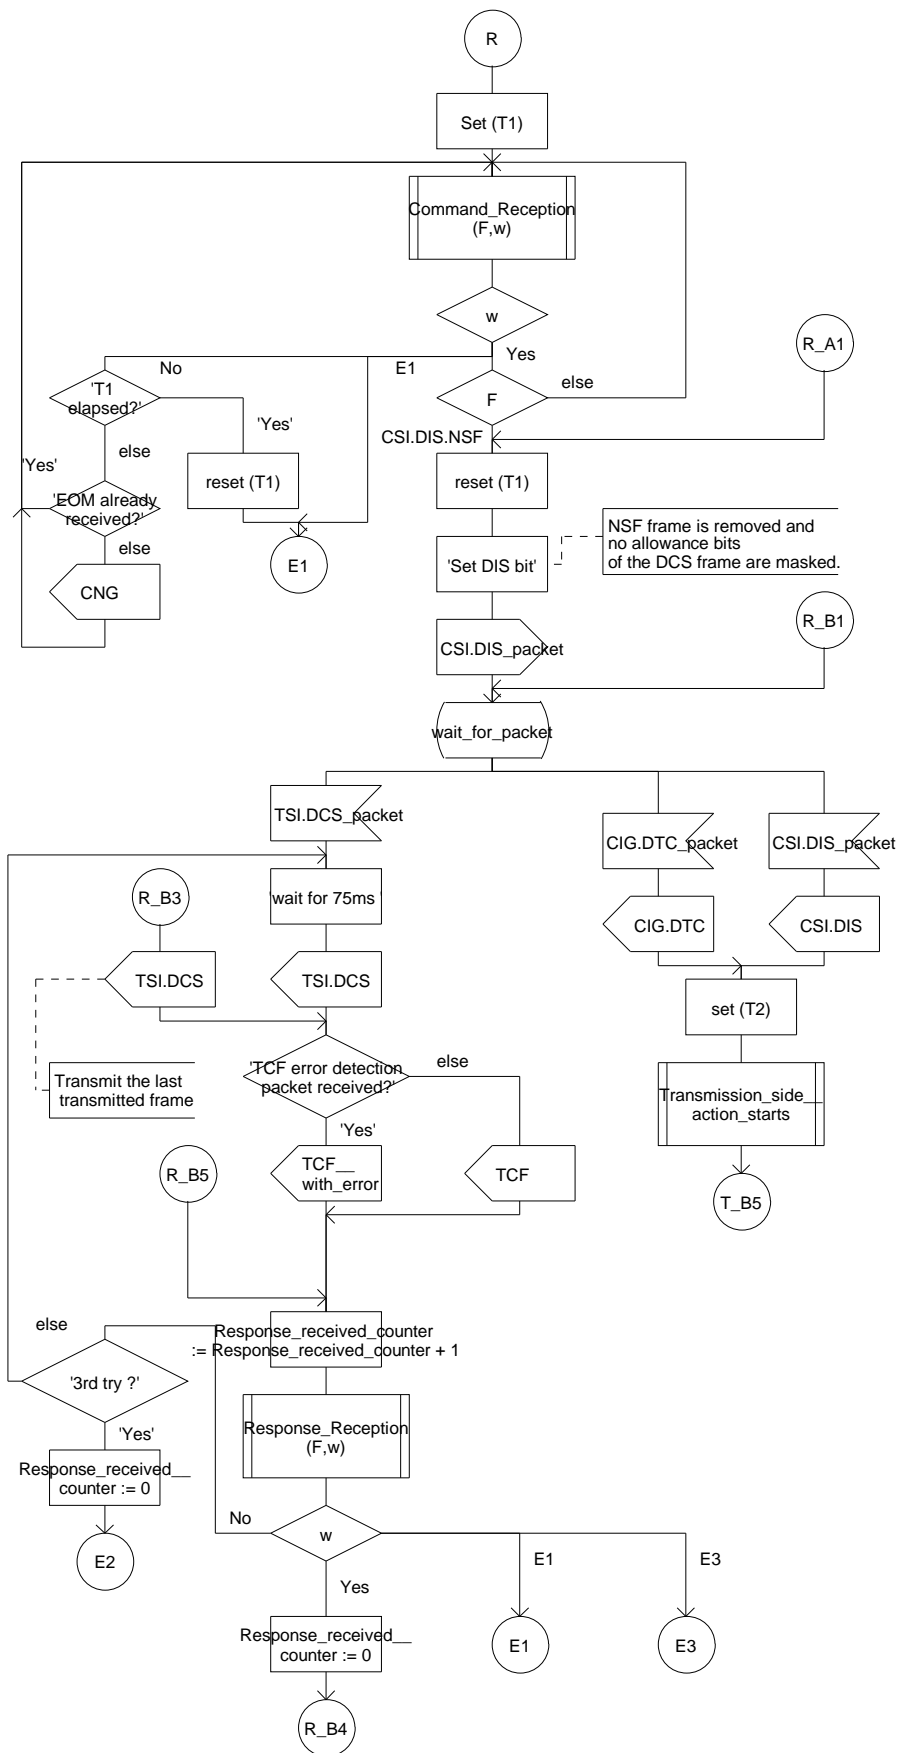 R
Set (T1)
Command_Reception
(F,w)
w
No
E1
Yes
R_A1
'T1
elapsed?'
F
else
'Yes'
CSI.DIS.NSF
else
'Yes'
reset (T1)
reset (T1)
'EOM already
received?'
else
NSF frame is removed and
no allowance bits
of the DCS frame are masked.
E1
'Set DIS bit'
CNG
R_B1
CSI.DIS_packet
wait_for_packet
TSI.DCS_packet
CIG.DTC_packet
CSI.DIS_packet
R_B3
'wait for 75ms '
CIG.DTC
CSI.DIS
TSI.DCS
TSI.DCS
set (T2)
'TCF error detection
packet received?'
else
Transmit the last
transmitted frame
Transmission_side__
action_starts
'Yes'
R_B5
TCF__
with_error
TCF
T_B5
else
Response_received_counter
:= Response_received_counter + 1
'3rd try ?'
'Yes'
Response_Reception
(F,w)
Response_received__
counter := 0
No
w
E2
E1
E3
Yes
Response_received__
counter := 0
E1
E3
R_B4